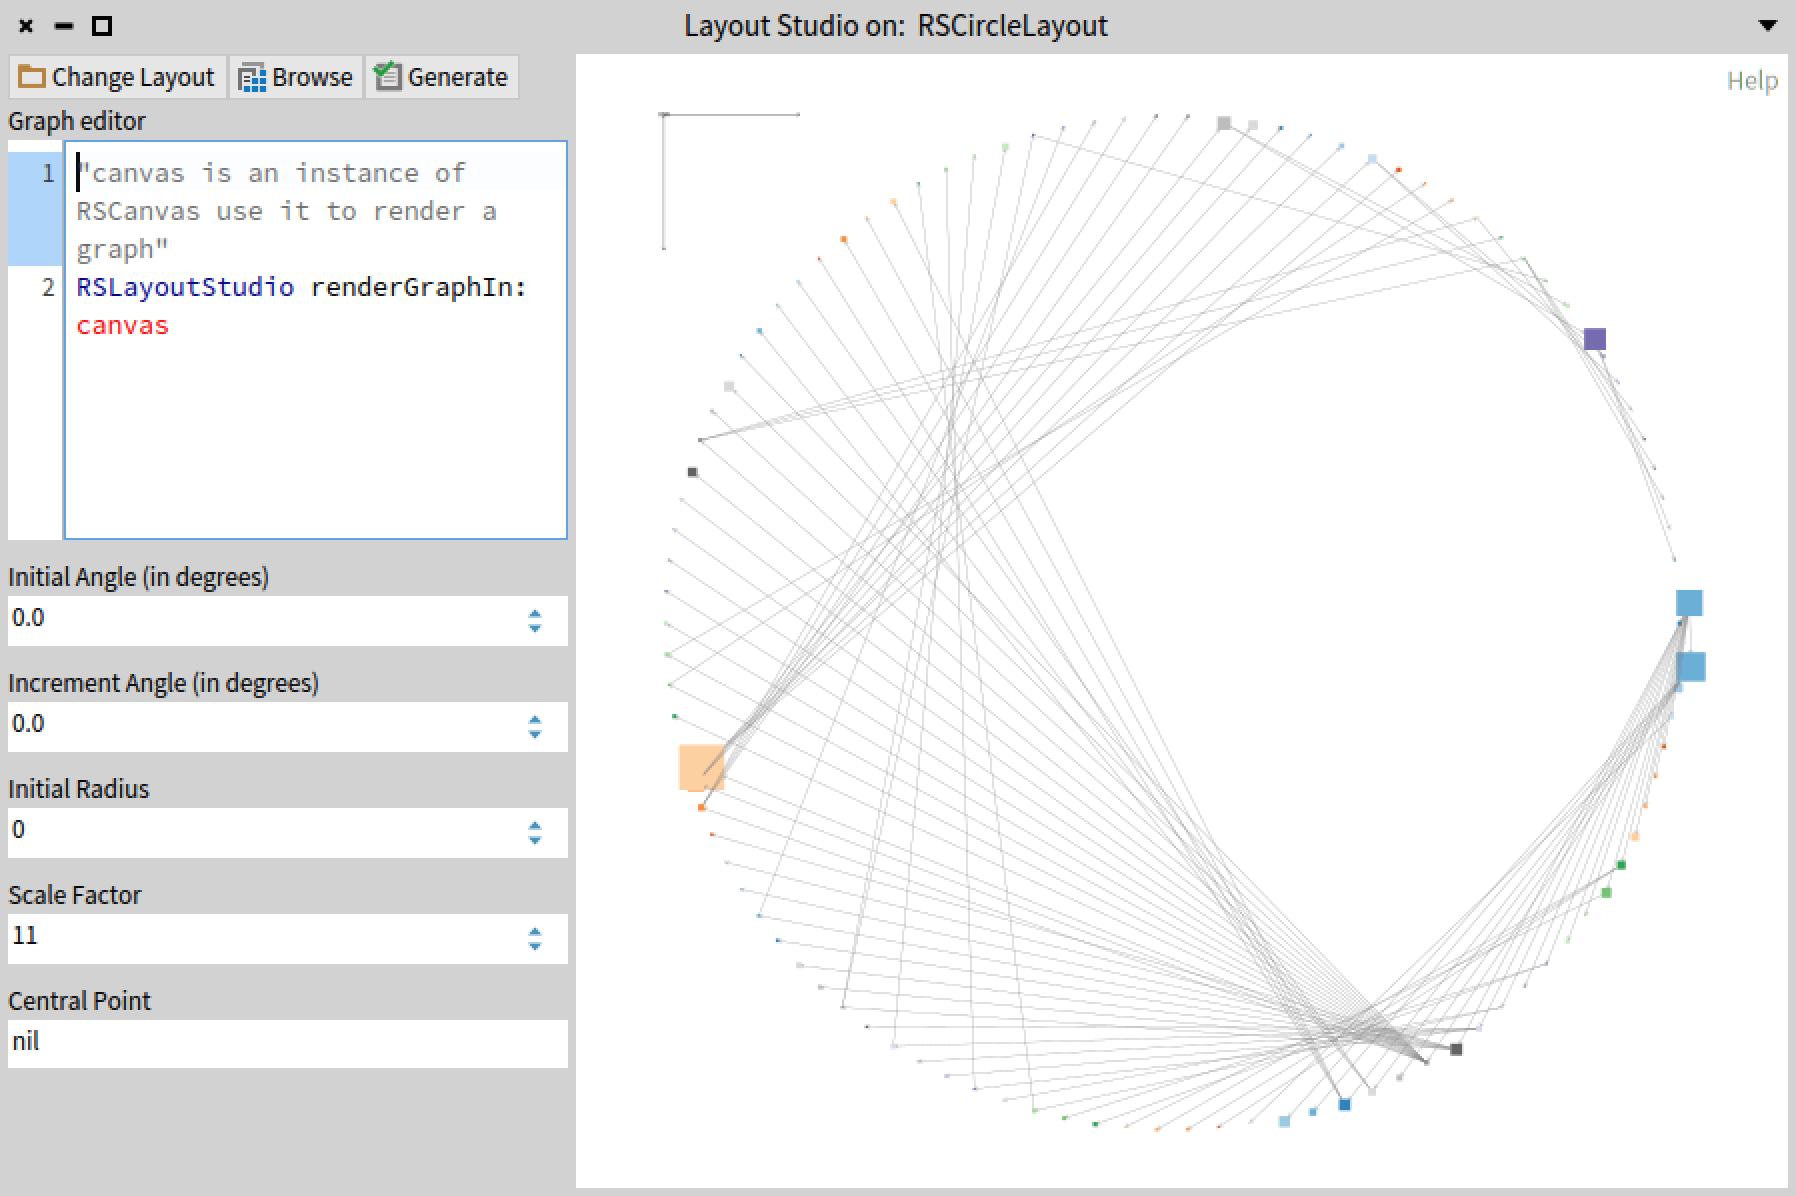 Layout Studio on: RSCircleLayout
Change Layout Browse Generate
Help
Graph editor
1 "canvas is an instance of
RSCanvas use it to render a
graph"
2 RSLayoutStudio renderGraphIn:
canvas
Initial Angle (in degrees)
0.0
Increment Angle (in degrees)
0.0
Initial Radius
0
Scale Factor
11
Central Point
nil